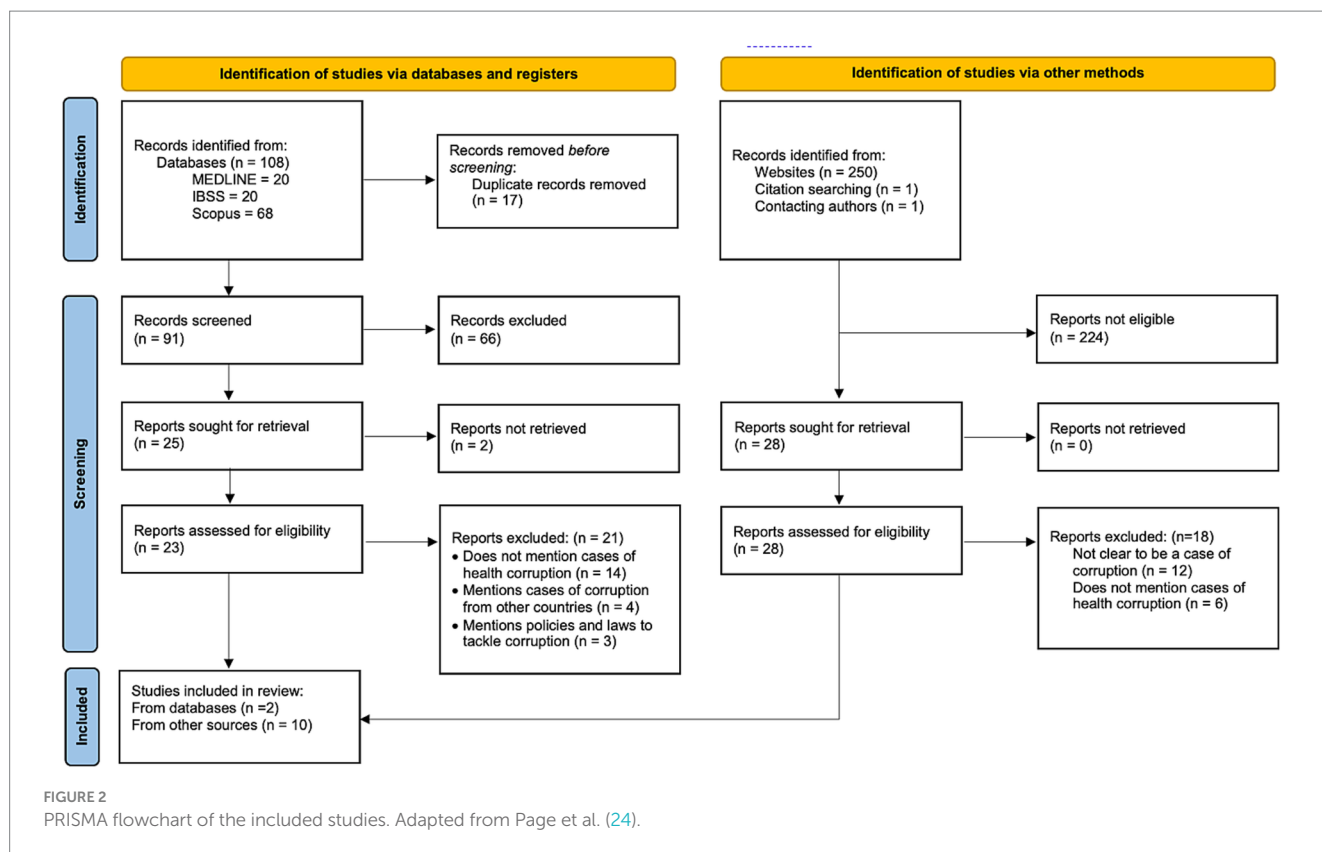 Identification of studies via databases and registers
Identification of studies via other methods
Identification
Records identified from:
Databases (n = 108)
MEDLINE = 20
IBSS = 20
Scopus = 68
Records removed before
screening:
Duplicate records removed
(n = 17)
Records identified from:
Websites (n = 250)
Citation searching (n = 1)
Contacting authors (n = 1)
Screening
Records screened
(n = 91)
Records excluded
(n = 66)
Reports not eligible
(n = 224)
Reports sought for retrieval
(n = 25)
Reports not retrieved
(n = 2)
Reports sought for retrieval
(n = 28)
Reports not retrieved
(n = 0)
Reports assessed for eligibility
(n = 23)
Reports excluded: (n = 21)
• Does not mention cases of
health corruption (n = 14)
• Mentions cases of corruption
from other countries (n = 4)
• Mentions policies and laws to
tackle corruption (n = 3)
Reports assessed for eligibility
(n = 28)
Reports excluded: (n=18)
Not clear to be a case of
corruption (n = 12)
Does not mention cases of
health corruption (n = 6)
Included
Studies included in review:
From databases (n =2)
From other sources (n = 10)
FIGURE 2
PRISMA flowchart of the included studies. Adapted from Page et al. (24).